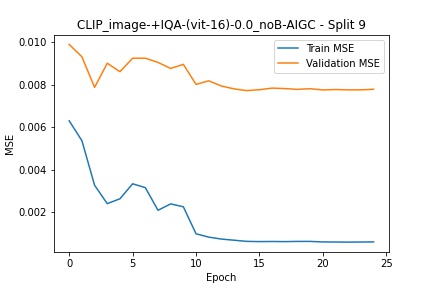 CLIP_image-+IQA-(vit-16)-0.0_noB-AIGC - Split 9
Train MSE
Validation MSE
MSE
0.010
0.008
0.006
0.004
0.002
0 5 10 15 20 25
Epoch